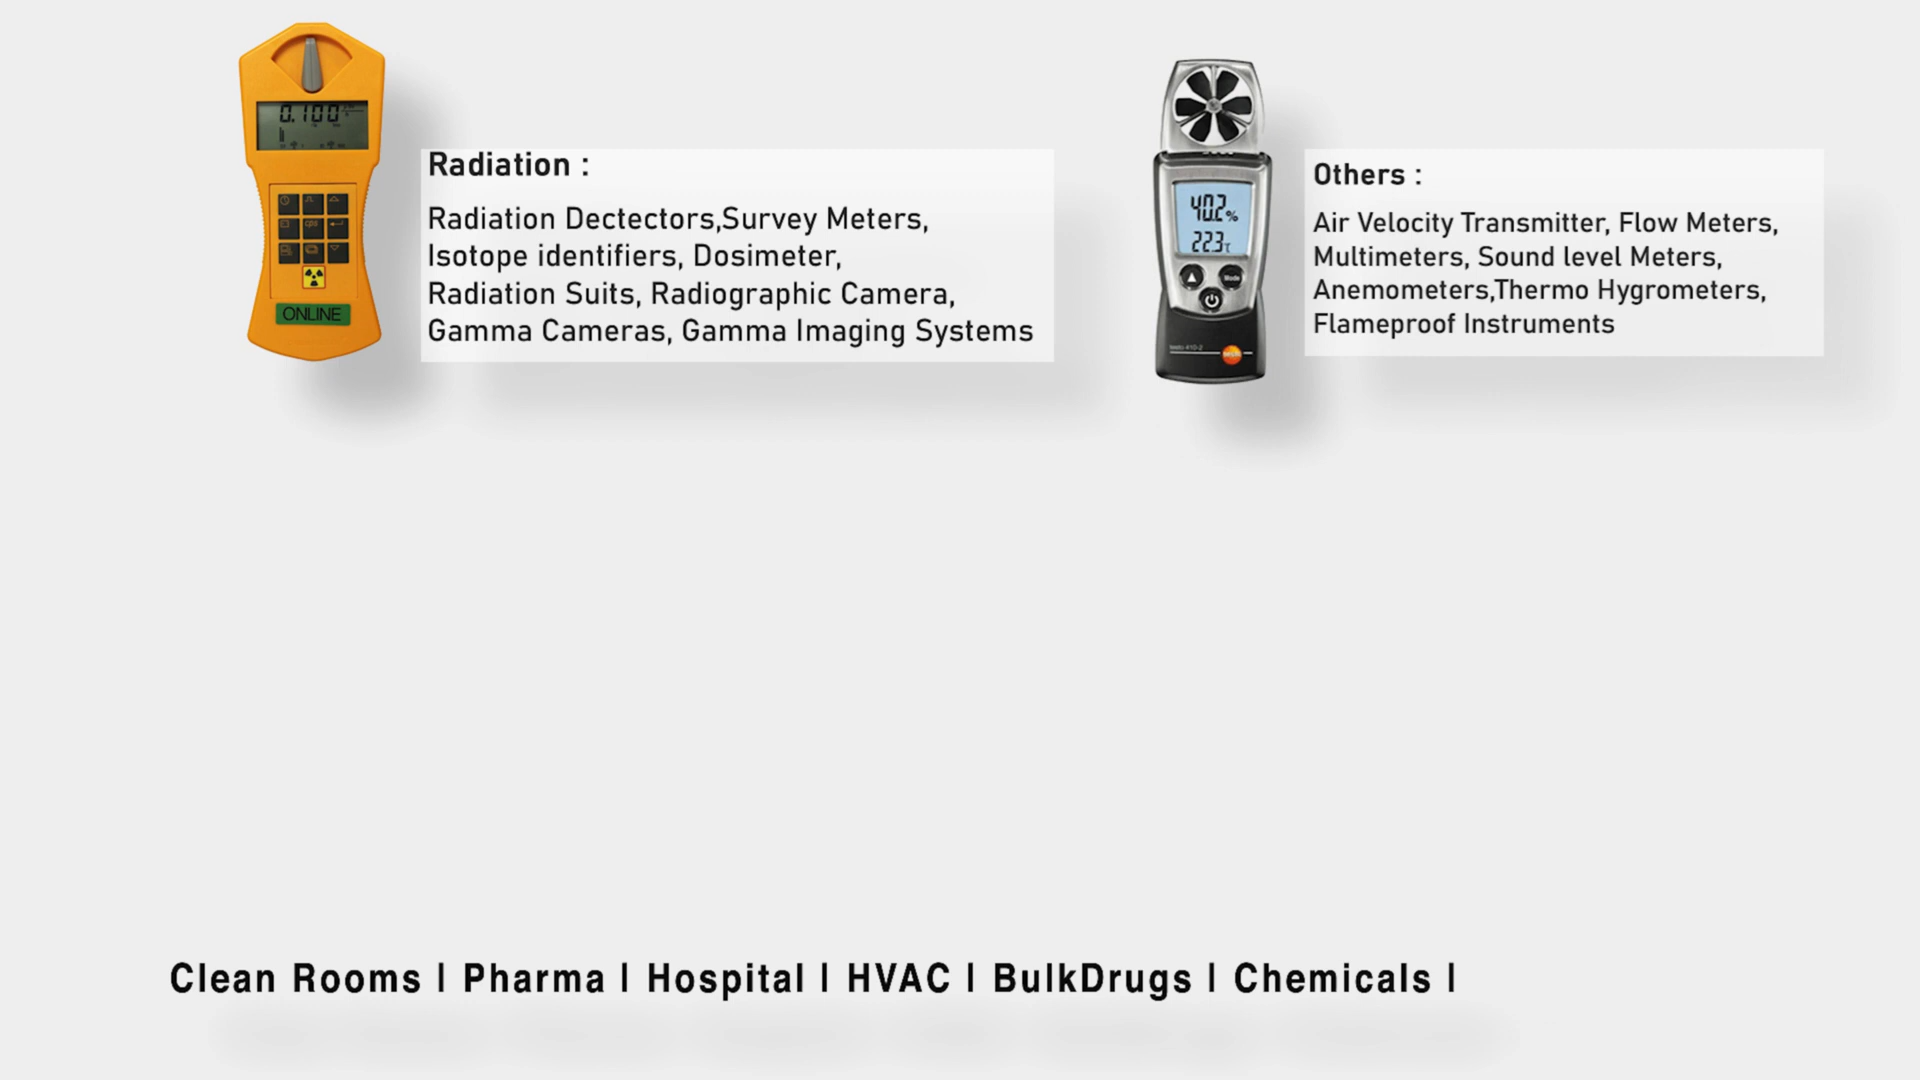 0.100
ONLINE
Radiation :
Radiation Dectectors,Survey Meters,
Isotope identifiers, Dosimeter,
Radiation Suits, Radiographic Camera,
Gamma Cameras, Gamma Imaging Systems
40.2%
22.3
Mode
testo
Others :
Air Velocity Transmitter, Flow Meters,
Multimeters, Sound level Meters,
Anemometers,Thermo Hygrometers,
Flameproof Instruments
Clean Rooms | Pharma | Hospital | HVAC | BulkDrugs | Chemicals |